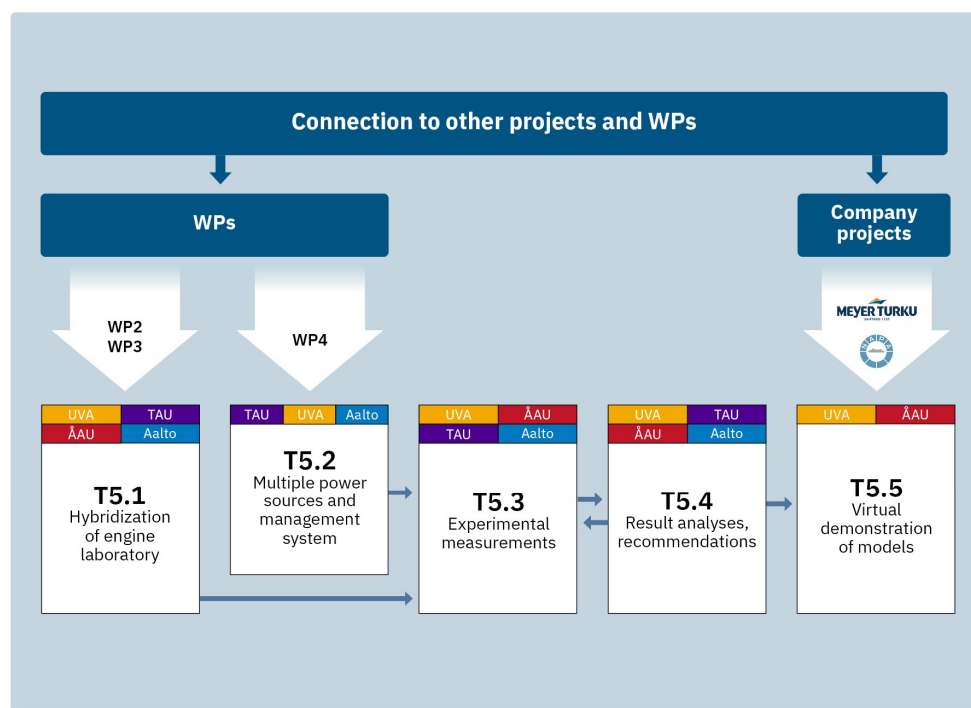 Connection to other projects and WPs
WPs
Company
projects
WP2
WP3
WP4
MEYER TURKU
NAPA
UVA
TAU
ÅAU
Aalto
T5.1
Hybridization
of engine
laboratory
TAU
UVA
Aalto
T5.2
Multiple power
sources and
management
system
UVA
ÅAU
TAU
Aalto
T5.3
Experimental
measurements
UVA
TAU
ÅAU
Aalto
T5.4
Result analyses,
recommendations
UVA
ÅAU
T5.5
Virtual
demonstration
of models